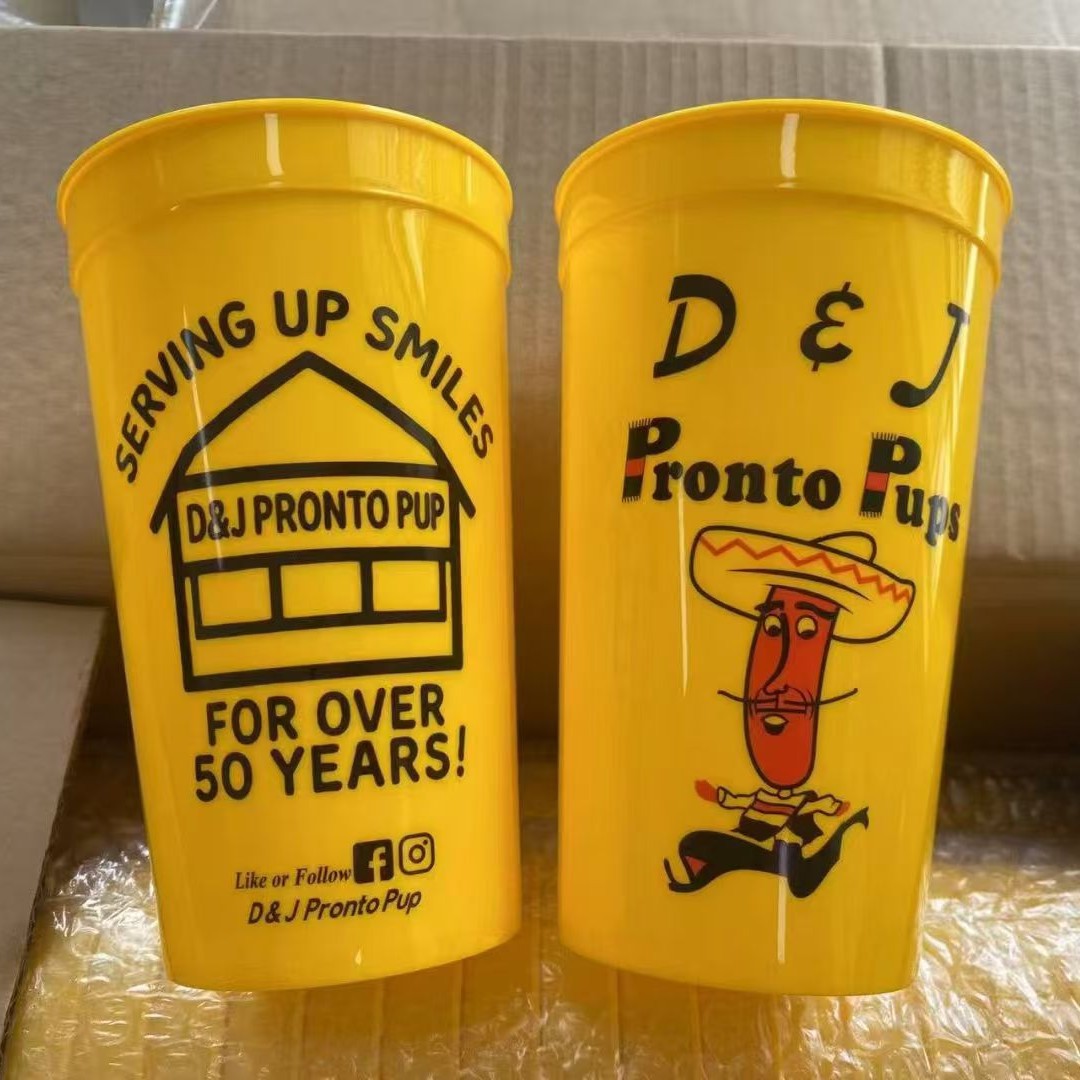 SERVING UP SMILES
D&J PRONTO PUP
FOR OVER
50 YEARS!
Like or Follow
D & J Pronto Pup
D & J
Pronto Pups